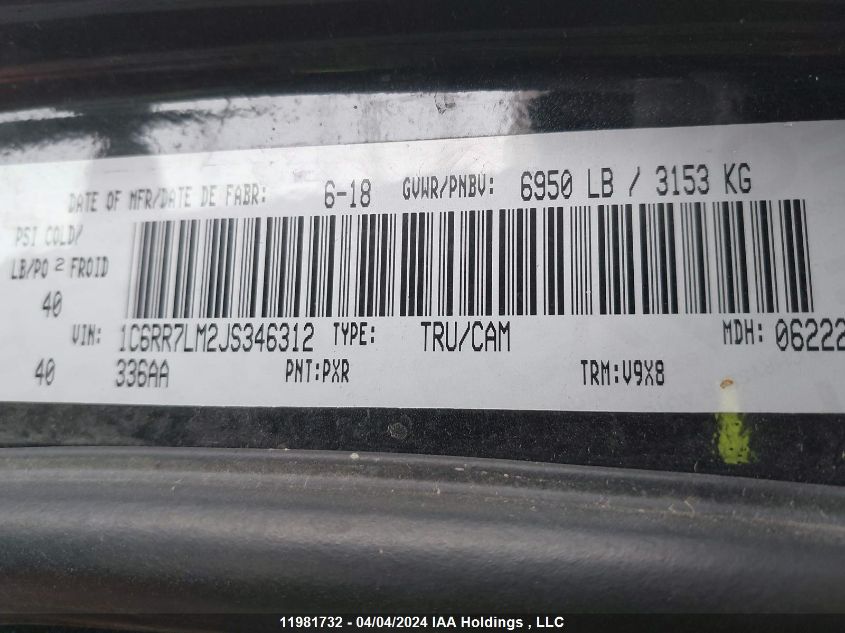 DATE OF MFR/DATE DE FABR: 6-18 GVWR/PNBV: 6950 LB / 3153 KG
PSI COLD/
LB/PO 2 FROID
40
VIN: 1C6RR7LM2JS346312 TYPE: TRU/CAM MDH: 06222
40 336AA PNT:PXR TRM:V9X8
11981732 - 04/04/2024 IAA Holdings , LLC